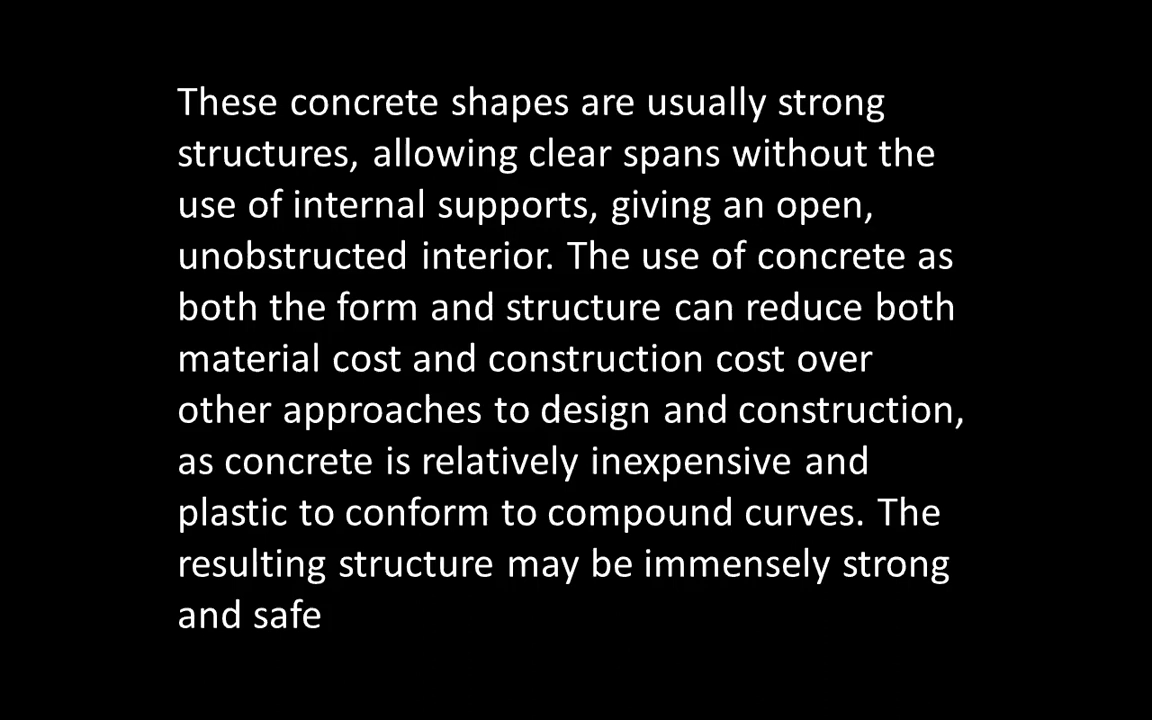 These concrete shapes are usually strong
structures, allowing clear spans without the
use of internal supports, giving an open,
unobstructed interior. The use of concrete as
both the form and structure can reduce both
material cost and construction cost over
other approaches to design and construction,
as concrete is relatively inexpensive and
plastic to conform to compound curves. The
resulting structure may be immensely strong
and safe